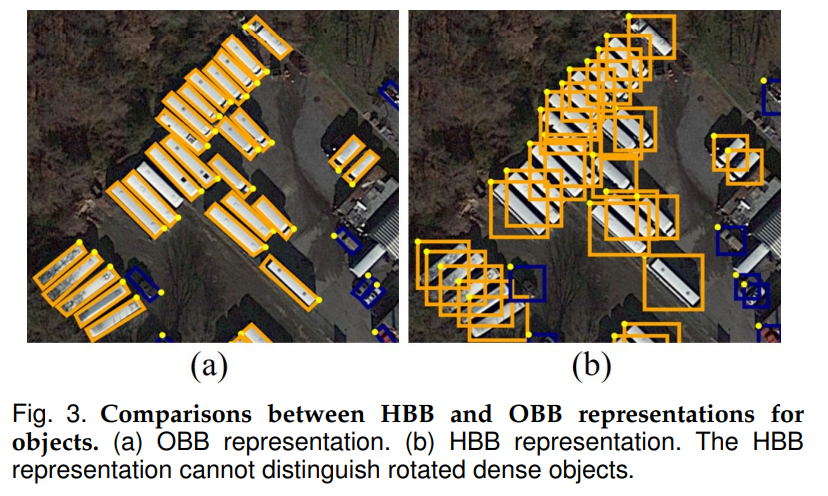 (a)
(b)
Fig. 3. Comparisons between HBB and OBB representations for
objects. (a) OBB representation. (b) HBB representation. The HBB
representation cannot distinguish rotated dense objects.